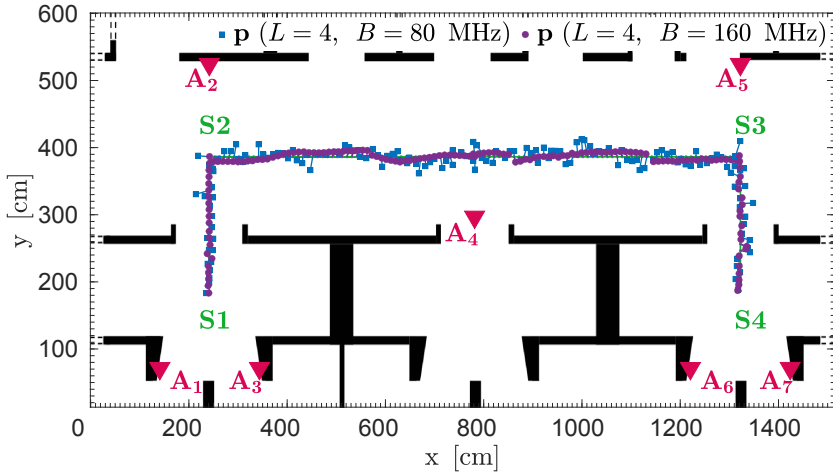 600
p (L = 4, B = 80 MHz) p (L = 4, B = 160 MHz)
500
A2 A5
S2 S3
400
y [cm]
300
A4
200
S1 S4
100
A1 A3 A6 A7
0 200 400 600 800 1000 1200 1400
0
x [cm]